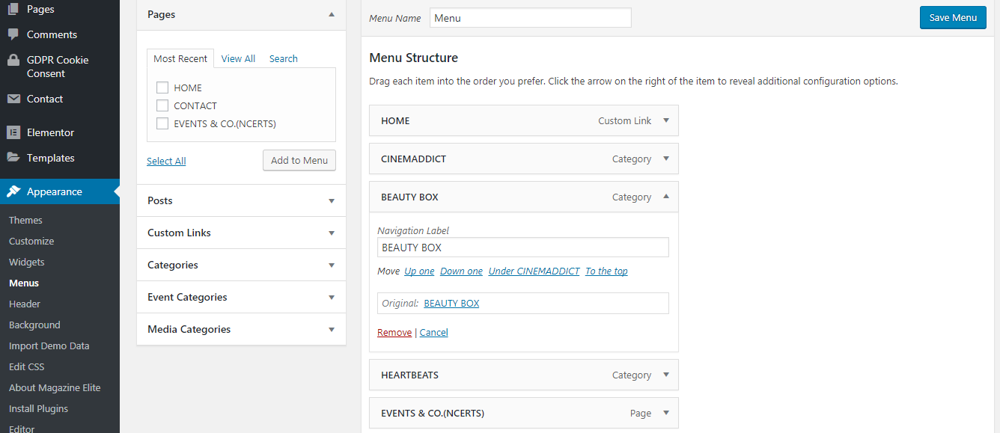 Pages
Comments
GDPR Cookie
Consent
Contact
Elementor
Templates
Appearance
Themes
Customize
Widgets
Menus
Header
Background
Import Demo Data
Edit CSS
About Magazine Elite
Install Plugins
Editor
Pages
Most Recent View All Search
HOME
CONTACT
EVENTS & CO.(NCERTS)
Select All Add to Menu
Posts
Custom Links
Categories
Event Categories
Media Categories
Menu Name Menu Save Menu
Menu Structure
Drag each item into the order you prefer. Click the arrow on the right of the item to reveal additional configuration options.
HOME Custom Link
CINEMADDICT Category
BEAUTY BOX Category
Navigation Label
BEAUTY BOX
Move Up one Down one Under CINEMADDICT To the top
Original: BEAUTY BOX
Remove | Cancel
HEARTBEATS Category
EVENTS & CO.(NCERTS) Page